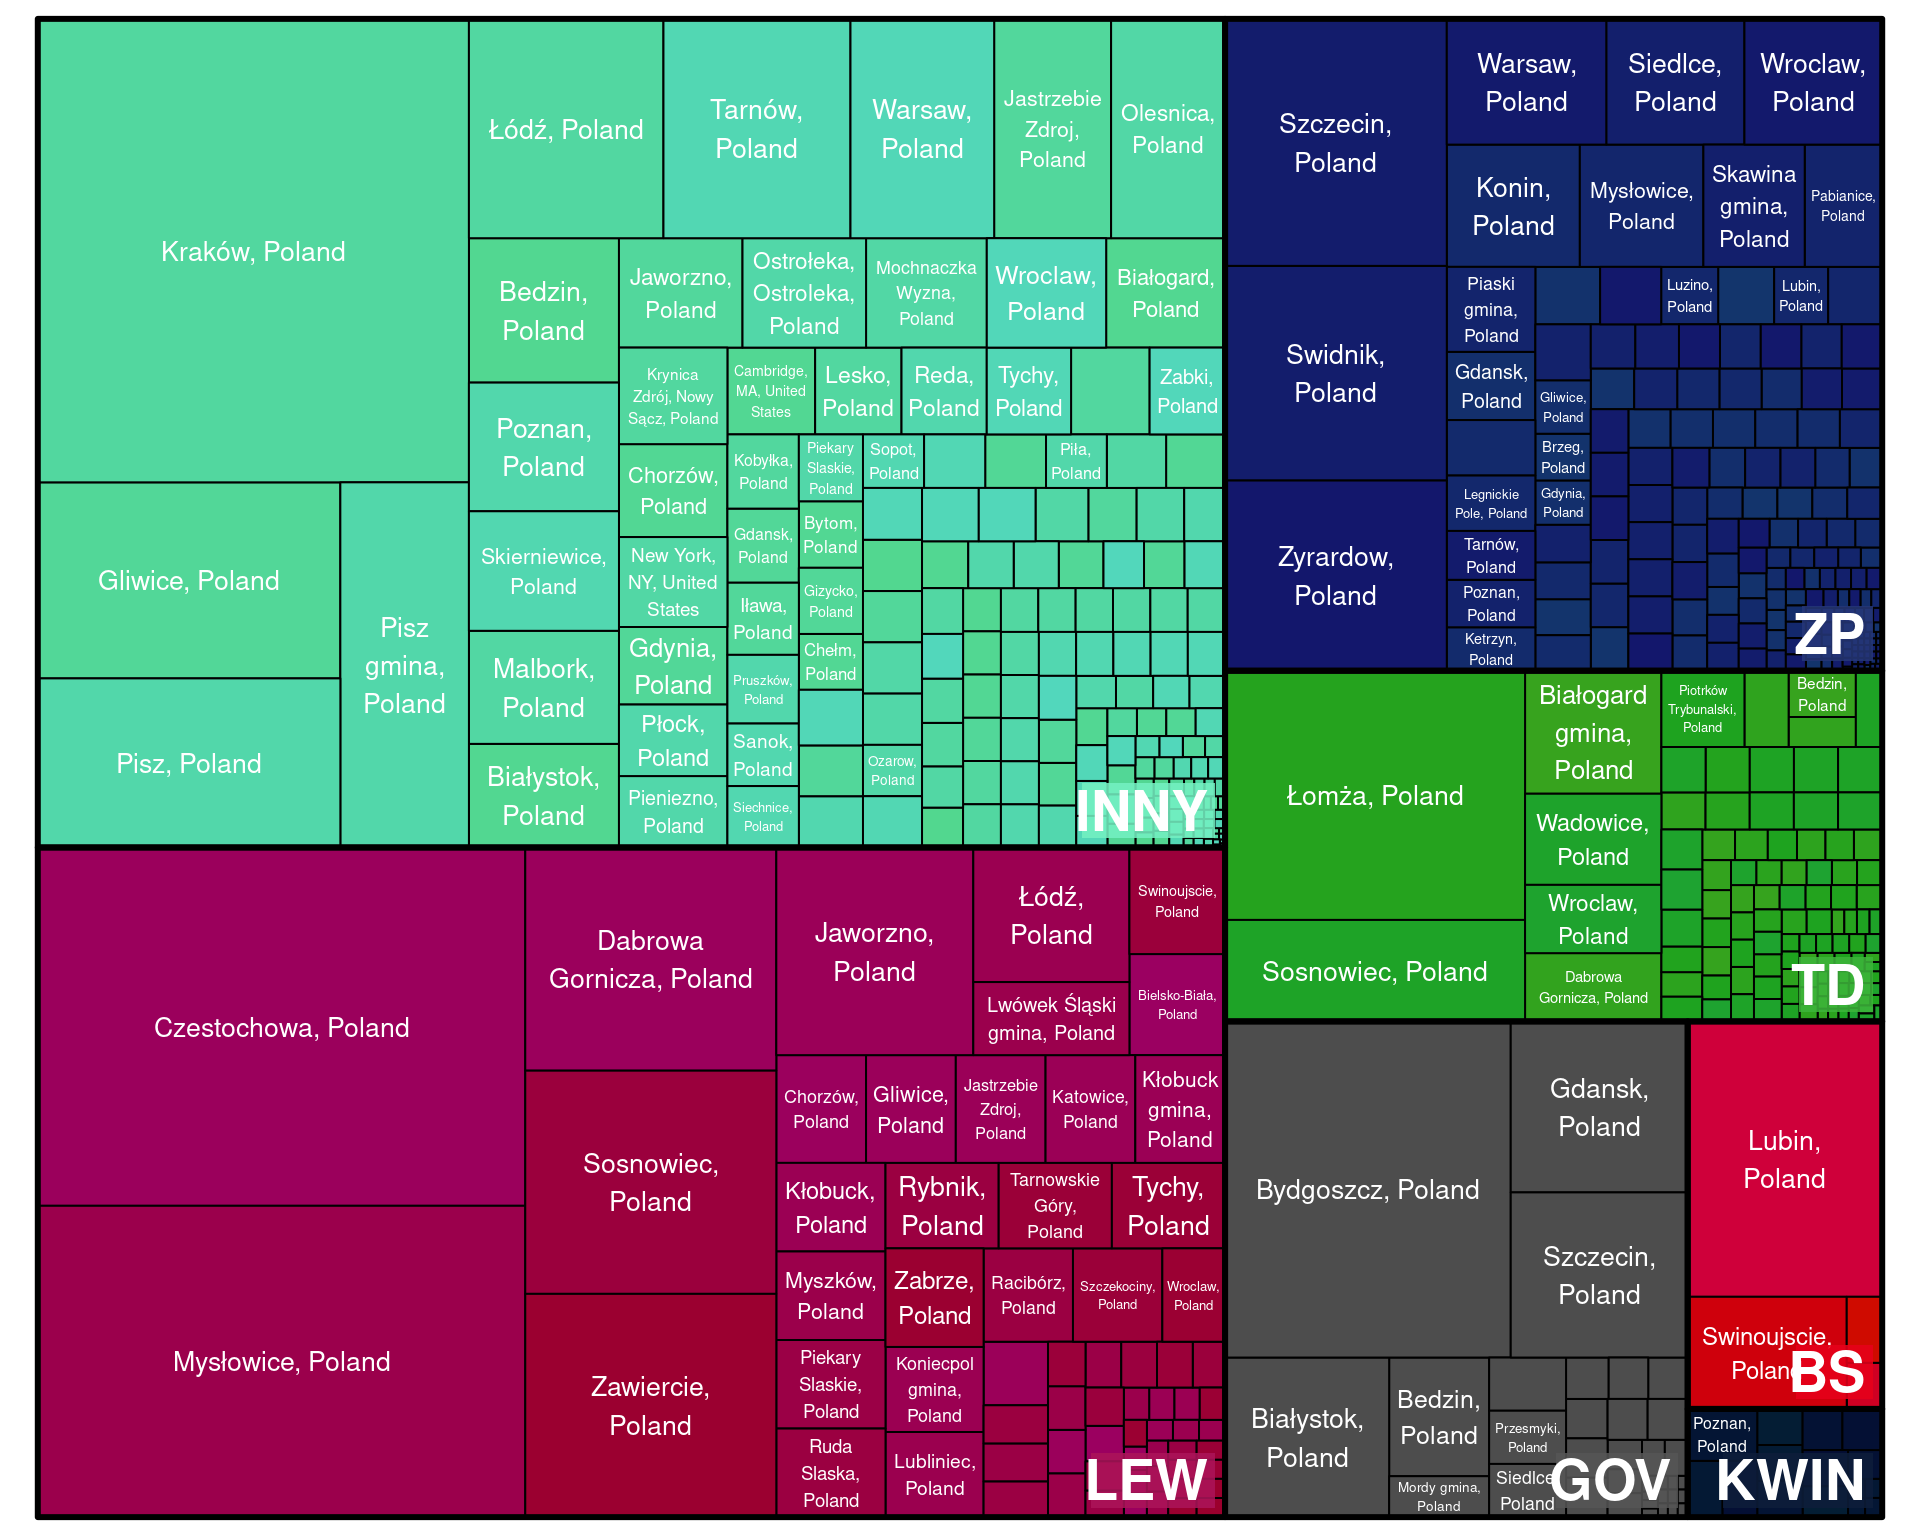 Kraków, Poland
Gliwice, Poland
Pisz, Poland
Pisz
gmina,
Poland
Łódź, Poland
Tarnów,
Poland
Warsaw,
Poland
Jastrzebie
Zdroj,
Poland
Olesnica,
Poland
Bedzin,
Poland
Poznan,
Poland
Skierniewice,
Poland
Malbork,
Poland
Białystok,
Poland
Jaworzno,
Poland
Ostrołeka,
Ostroleka,
Poland
Mochnaczka
Wyzna,
Poland
Wroclaw,
Poland
Białogard,
Poland
Krynica
Zdrój, Nowy
Sącz, Poland
Chorzów,
Poland
New York,
NY, United
States
Gdynia,
Poland
Płock,
Poland
Pieniezno,
Poland
Cambridge,
MA, United
States
Lesko,
Poland
Reda,
Poland
Tychy,
Poland
Zabki,
Poland
Kobyłka,
Poland
Gdansk,
Poland
Iława,
Poland
Pruszków,
Poland
Sanok,
Poland
Siechnice,
Poland
Piekary
Slaskie,
Poland
Bytom,
Poland
Gizycko,
Poland
Chełm,
Poland
Sopot,
Poland
Piła,
Poland
Ozarow,
Poland
INNY
Szczecin,
Poland
Swidnik,
Poland
Zyrardow,
Poland
Warsaw,
Poland
Siedlce,
Poland
Wroclaw,
Poland
Konin,
Poland
Mysłowice,
Poland
Skawina
gmina,
Poland
Pabianice,
Poland
Piaski
gmina,
Poland
Gdansk,
Poland
Legnickie
Pole, Poland
Tarnów,
Poland
Poznan,
Poland
Ketrzyn,
Poland
Luzino,
Poland
Lubin,
Poland
Gliwice,
Poland
Brzeg,
Poland
Gdynia,
Poland
ZP
Łomża, Poland
Sosnowiec, Poland
Białogard
gmina,
Poland
Wadowice,
Poland
Wroclaw,
Poland
Dabrowa
Gornicza, Poland
Piotrków
Trybunalski,
Poland
Bedzin,
Poland
TD
Czestochowa, Poland
Mysłowice, Poland
Dabrowa
Gornicza, Poland
Sosnowiec,
Poland
Zawiercie,
Poland
Jaworzno,
Poland
Łódź,
Poland
Lwówek Śląski
gmina, Poland
Swinoujscie,
Poland
Bielsko-Biała,
Poland
Chorzów,
Poland
Gliwice,
Poland
Jastrzebie
Zdroj,
Poland
Katowice,
Poland
Kłobuck
gmina,
Poland
Kłobuck,
Poland
Myszków,
Poland
Piekary
Slaskie,
Poland
Ruda
Slaska,
Poland
Rybnik,
Poland
Tarnowskie
Góry,
Poland
Tychy,
Poland
Zabrze,
Poland
Koniecpol
gmina,
Poland
Lubliniec,
Poland
Racibórz,
Poland
Szczekociny,
Poland
Wroclaw,
Poland
LEW
Bydgoszcz, Poland
Gdansk,
Poland
Szczecin,
Poland
Białystok,
Poland
Bedzin,
Poland
Mordy gmina,
Poland
Przesmyki,
Poland
Siedlce
Poland
GOV
Lubin,
Poland
Swinoujscie.
Poland
BS
Poznan,
Poland
KWIN